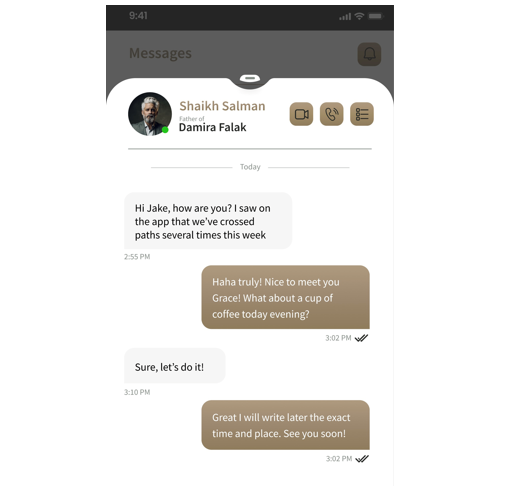 9:41
Messages
Shaikh Salman
Father of
Damira Falak
Today
Hi Jake, how are you? I saw on
the app that we've crossed
paths several times this week
2:55 PM
Haha truly! Nice to meet you
Grace! What about a cup of
coffee today evening?
3:02 PM
Sure, let's do it!
3:10 PM
Great I will write later the exact
time and place. See you soon!
3:02 PM